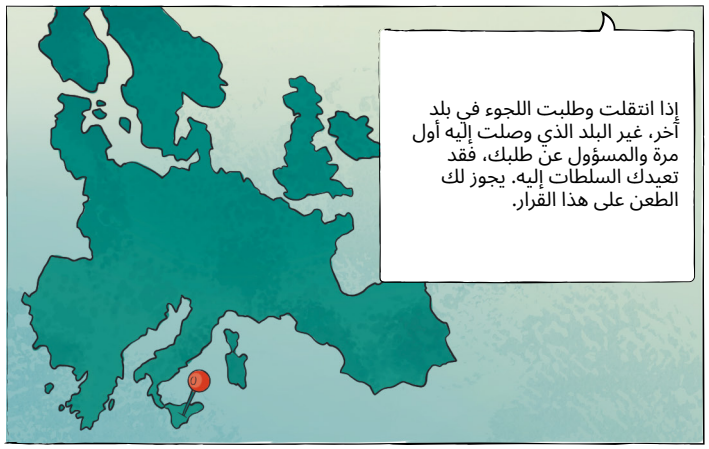 إذا انتقلت وطلبت اللجوء في بلد
آخر، غير البلد الذي وصلت إليه أول
مرة والمسؤول عن طلبك، فقد
تعيدك السلطات إليه. يجوز لك
الطعن على هذا القرار.